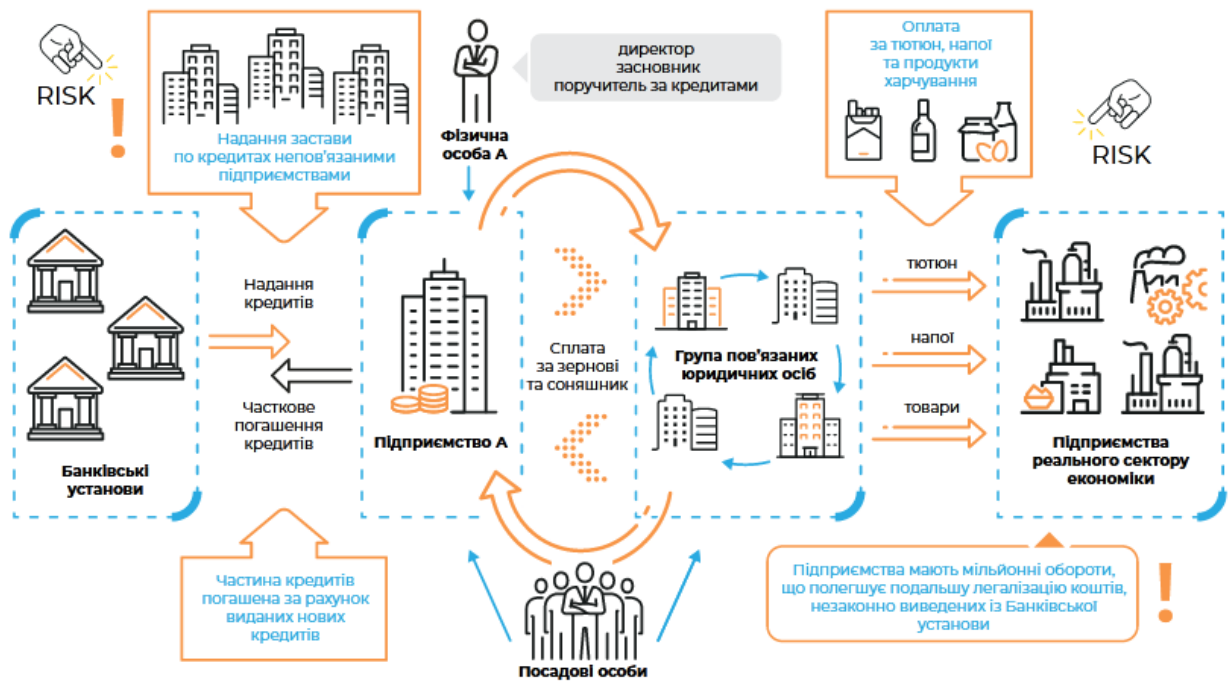 RISK
!
Надання застави
по кредитах непов'язаними
підприємствами
Фізична
особа А
директор
засновник
поручитель за кредитами
Оплата
за тютюн, напої
та продукти
харчування
RISK
Банківські
установи
Надання
кредитів
Часткове
погашення
кредитів
Підприємство А
Сплата
за зернові
та соняшник
Група пов'язаних
юридичних осіб
тютюн
напої
товари
Підприємства
реального сектору
економіки
Частина кредитів
погашена за рахунок
виданих нових
кредитів
Посадові особи
Підприємства мають мільйонні обороти,
що полегшує подальшу легалізацію коштів,
незаконно виведених із Банківської
установи
!